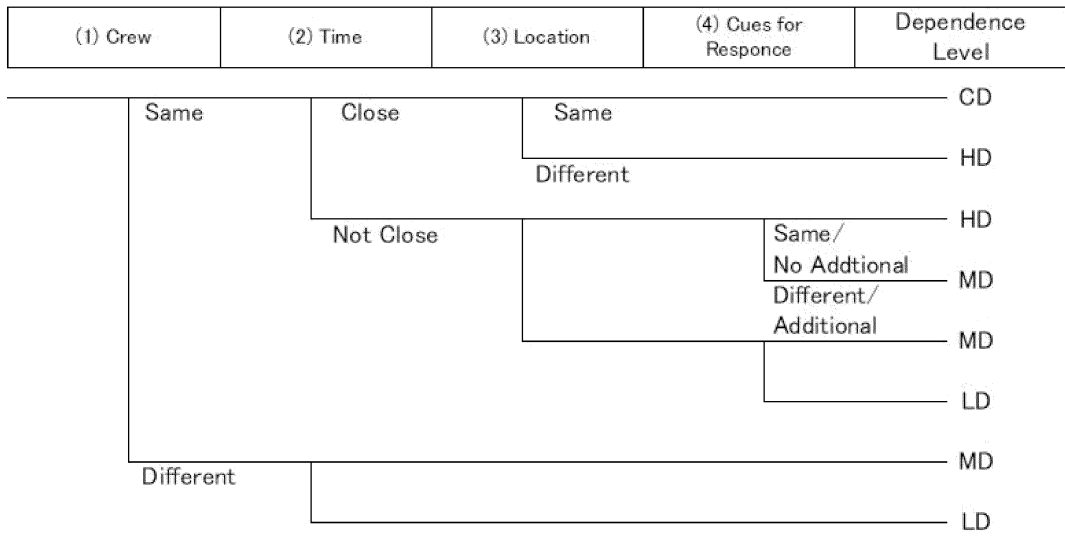 (1) Crew
(2) Time
(3) Location
(4) Cues for
Responce
Dependence
Level
Same
Close
Same
CD
Different
HD
Not Close
HD
Same/
No Addtional
MD
Different/
Additional
MD
LD
Different
MD
LD